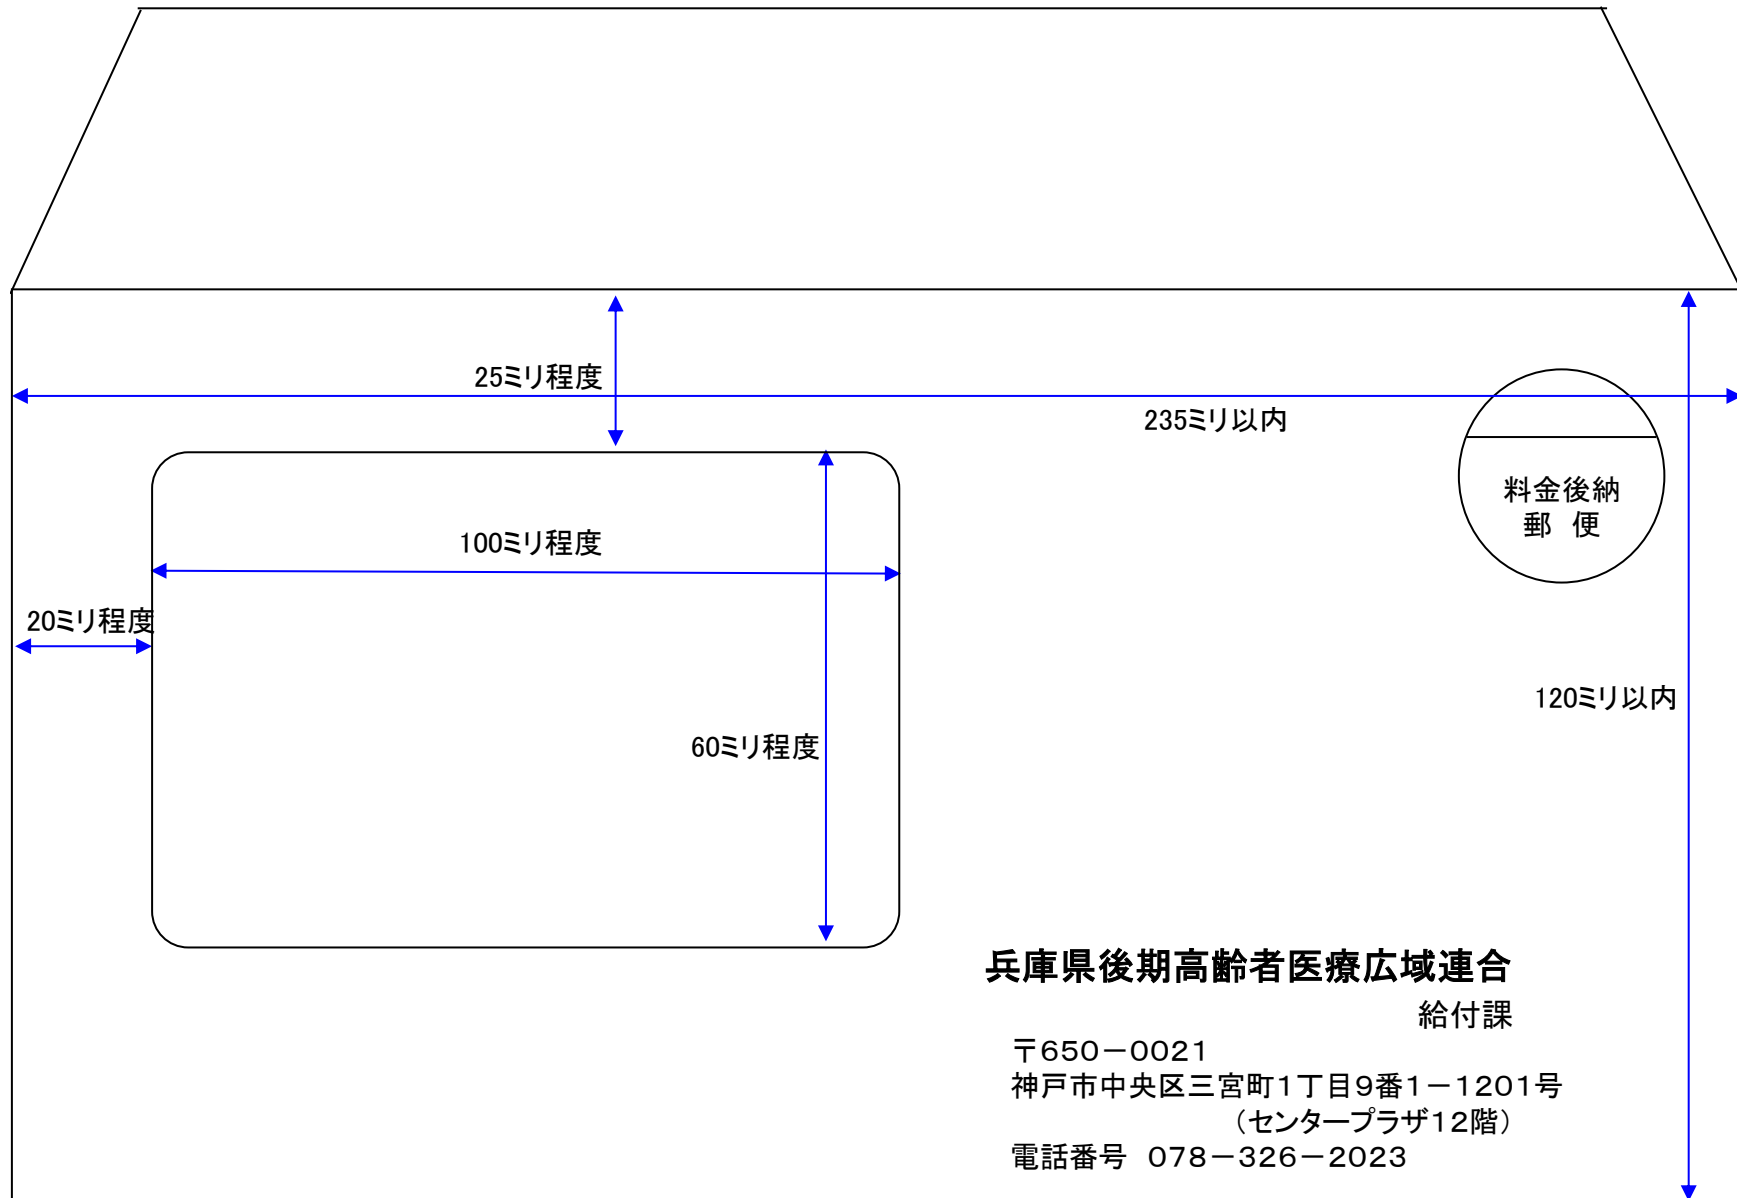 25ミリ程度
235ミリ以内
料金後納
郵 便
100ミリ程度
20ミリ程度
120ミリ以内
60ミリ程度
兵庫県後期高齢者医療広域連合
給付課
〒650－0021
神戸市中央区三宮町1丁目9番1－1201号
（センタープラザ12階）
電話番号 078－326－2023